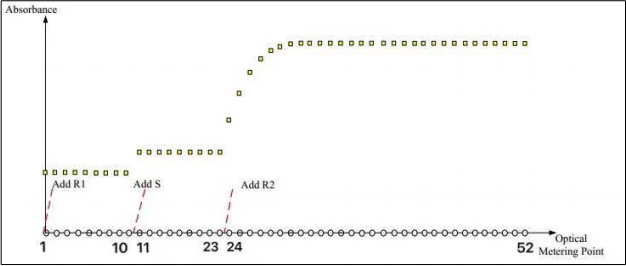 Absorbance
Add R1
Add S
Add R2
1
10
11
23
24
52
Optical
Metering Point